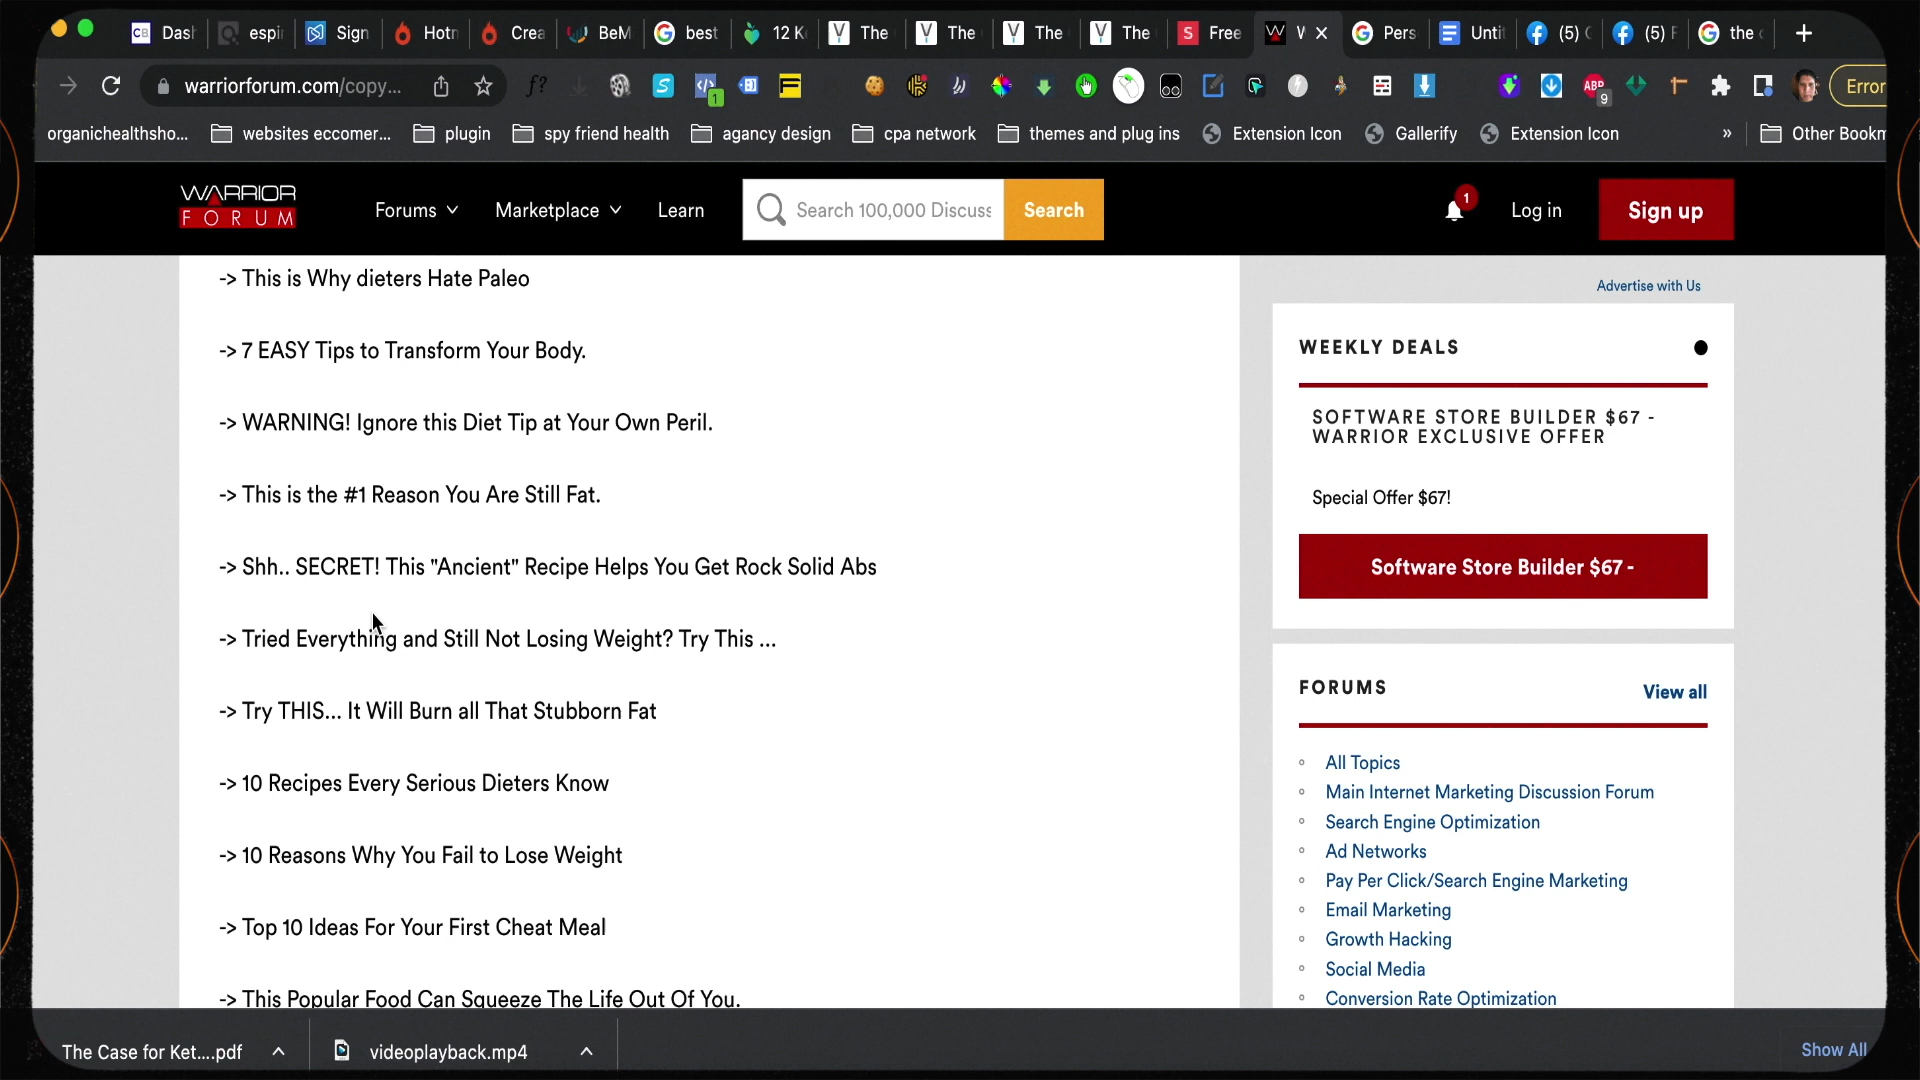 CB Dash
espi
Sign
Hotm
Crea
BeM
best
12 K
The
The
The
The
Free
W
Pers
Unti
(5)
(5) F
the
warriorforum.com/copy...
f?
1
9
Error
organichealthsho...
websites eccomer...
plugin
spy friend health
agancy design
cpa network
themes and plug ins
Extension Icon
Gallerify
Extension Icon
»
Other Bookm
WARRIOR
FORUM
Forums
Marketplace
Learn
Search 100,000 Discuss
Search
1
Log in
Sign up
-> This is Why dieters Hate Paleo
-> 7 EASY Tips to Transform Your Body.
-> WARNING! Ignore this Diet Tip at Your Own Peril.
-> This is the #1 Reason You Are Still Fat.
-> Shh.. SECRET! This "Ancient" Recipe Helps You Get Rock Solid Abs
-> Tried Everything and Still Not Losing Weight? Try This ...
-> Try THIS... It Will Burn all That Stubborn Fat
-> 10 Recipes Every Serious Dieters Know
-> 10 Reasons Why You Fail to Lose Weight
-> Top 10 Ideas For Your First Cheat Meal
-> This Popular Food Can Squeeze The Life Out Of You.
Advertise with Us
WEEKLY DEALS
SOFTWARE STORE BUILDER $67 -
WARRIOR EXCLUSIVE OFFER
Special Offer $67!
Software Store Builder $67 -
FORUMS
View all
All Topics
Main Internet Marketing Discussion Forum
Search Engine Optimization
Ad Networks
Pay Per Click/Search Engine Marketing
Email Marketing
Growth Hacking
Social Media
Conversion Rate Optimization
The Case for Ket....pdf
videoplayback.mp4
Show All